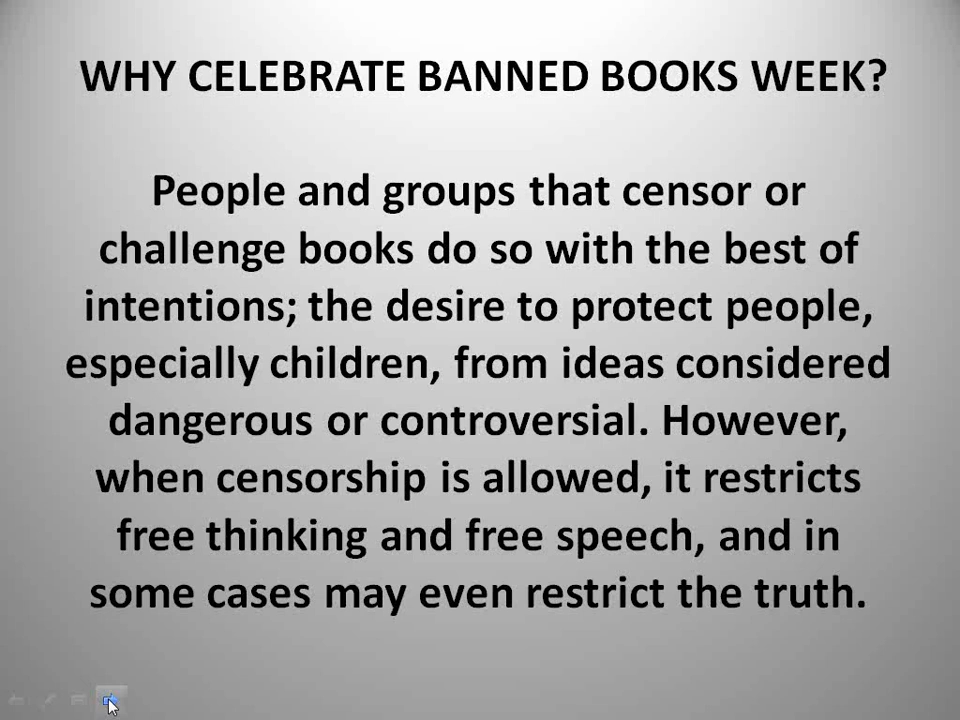 WHY CELEBRATE BANNED BOOKS WEEK?
People and groups that censor or
challenge books do so with the best of
intentions; the desire to protect people,
especially children, from ideas considered
dangerous or controversial. However,
when censorship is allowed, it restricts
free thinking and free speech, and in
some cases may even restrict the truth.